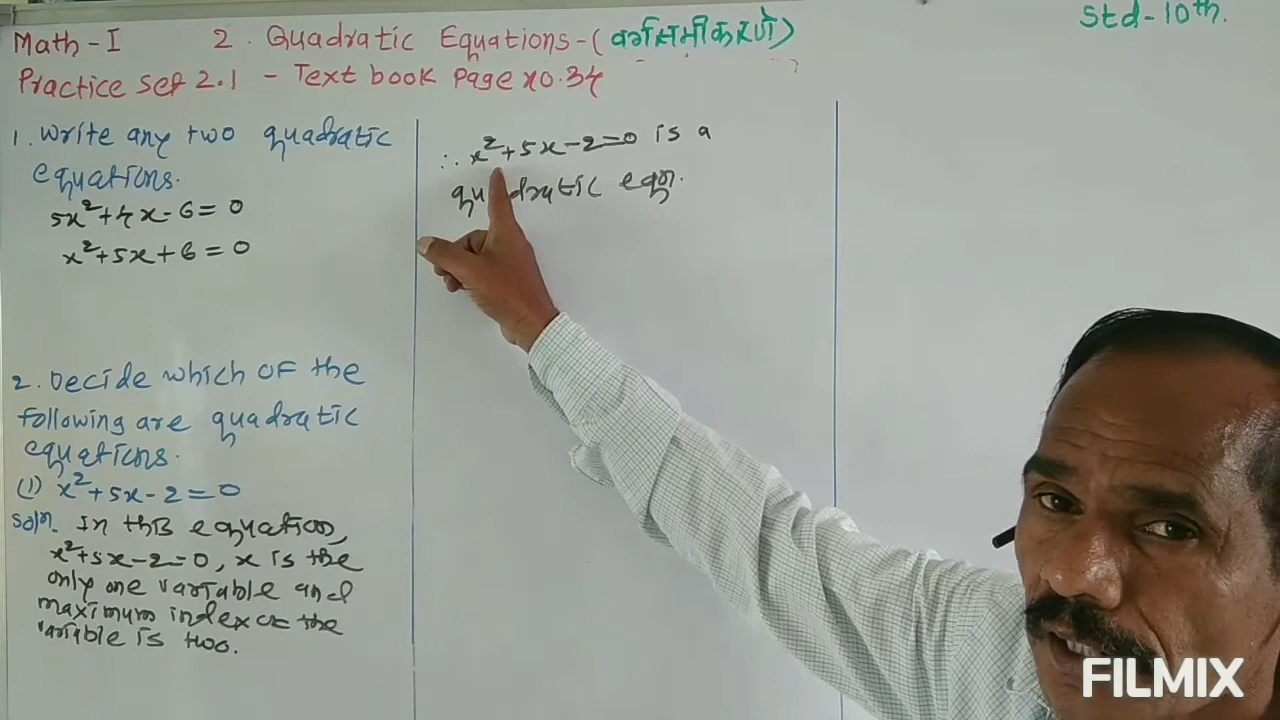 Std-10th.
Math-I 2. Quadratic Equations-(वर्गसमीकरणे)
Practice Set 2.1 - Text book Page no.34
1. Write any two quadratic
equations.
5x²+4x-6=0
x²+5x+6=0
2. Decide which of the
following are quadratic
equations.
(1) x²+5x-2=0
Soln. In this equation,
x²+5x-2=0, x is the
only one variable and
maximum index of the
variable is two.
∴ x²+5x-2=0 is a
quadratic eqn.
FILMIX